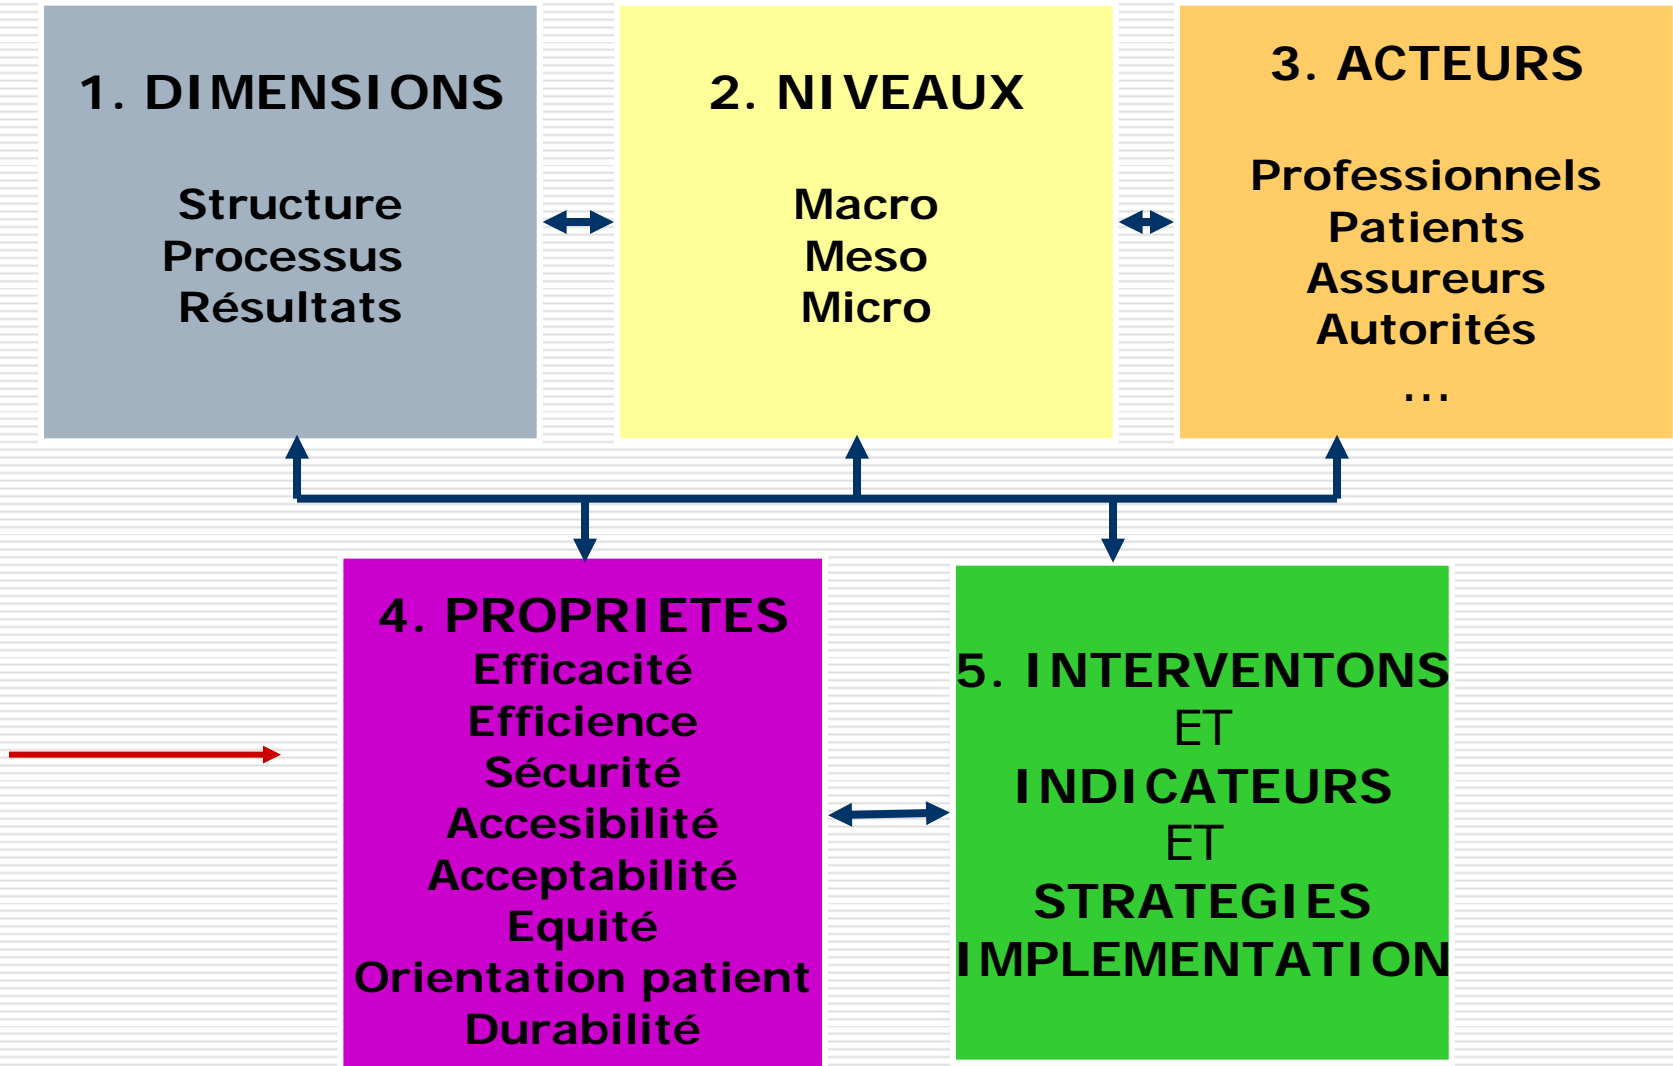 1. DIMENSIONS
Structure
Processus
Résultats
2. NIVEAUX
Macro
Meso
Micro
3. ACTEURS
Professionnels
Patients
Assureurs
Autorités
...
4. PROPRIETES
Efficacité
Efficience
Sécurité
Accesibilité
Acceptabilité
Equité
Orientation patient
Durabilité
5. INTERVENTONS
ET
INDICATEURS
ET
STRATEGIES
IMPLEMENTATION